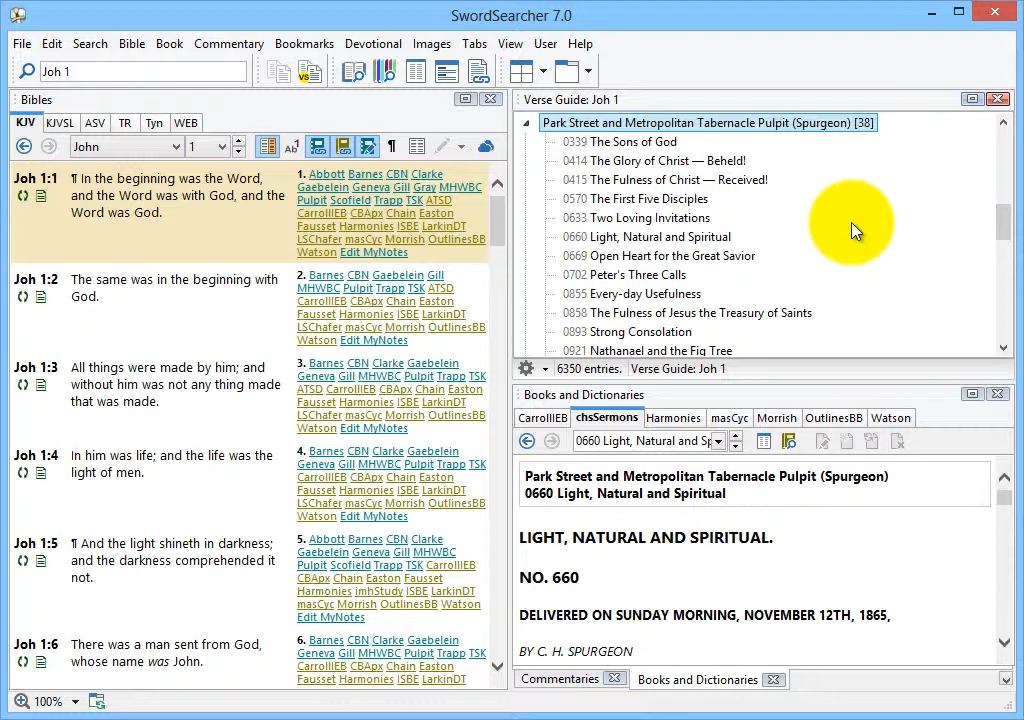 SwordSearcher 7.0
File Edit Search Bible Book Commentary Bookmarks Devotional Images Tabs View User Help
Joh 1
VS
Bibles
KJV KJVSL ASV TR Tyn WEB
John 1
Ab1 ¶
Joh 1:1 ¶ In the beginning was the Word,
and the Word was with God, and the
Word was God.
1. Abbott Barnes CBN Clarke
Gaebelein Geneva Gill Gray MHWBC
Pulpit Scofield Trapp TSK ATSD
CarrollIEB CBApx Chain Easton
Fausset Harmonies ISBE LarkinDT
LSChafer masCyc Morrish OutlinesBB
Watson Edit MyNotes
Joh 1:2 The same was in the beginning with
God.
2. Barnes CBN Gaebelein Gill
MHWBC Pulpit Trapp TSK ATSD
CarrollIEB CBApx Chain Easton
Fausset Harmonies ISBE LarkinDT
LSChafer masCyc Morrish OutlinesBB
Watson Edit MyNotes
Joh 1:3 All things were made by him; and
without him was not any thing made
that was made.
3. Barnes CBN Clarke Gaebelein
Geneva Gill MHWBC Pulpit Trapp TSK
ATSD CarrollIEB CBApx Chain Easton
Fausset Harmonies ISBE LarkinDT
LSChafer masCyc Morrish OutlinesBB
Watson Edit MyNotes
Joh 1:4 In him was life; and the life was the
light of men.
4. Barnes CBN Clarke Gaebelein
Geneva Gill MHWBC Pulpit Trapp TSK
CarrollIEB CBApx Chain Easton
Fausset Harmonies ISBE LarkinDT
LSChafer masCyc Morrish OutlinesBB
Watson Edit MyNotes
Joh 1:5 ¶ And the light shineth in darkness;
and the darkness comprehended it
not.
5. Abbott Barnes CBN Clarke
Gaebelein Geneva Gill MHWBC
Pulpit Scofield Trapp TSK CarrollIEB
CBApx Chain Easton Fausset
Harmonies imhStudy ISBE LarkinDT
masCyc Morrish OutlinesBB Watson
Edit MyNotes
Joh 1:6 There was a man sent from God,
whose name was John.
6. Barnes CBN Clarke Gaebelein
Geneva Gill MHWBC Pulpit Trapp TSK
CarrollIEB CBApx Chain Easton
Fausset Harmonies ISBE LarkinDT
100%
Verse Guide: Joh 1
Park Street and Metropolitan Tabernacle Pulpit (Spurgeon) [38]
0339 The Sons of God
0414 The Glory of Christ — Beheld!
0415 The Fulness of Christ — Received!
0570 The First Five Disciples
0633 Two Loving Invitations
0660 Light, Natural and Spiritual
0669 Open Heart for the Great Savior
0702 Peter's Three Calls
0855 Every-day Usefulness
0858 The Fulness of Jesus the Treasury of Saints
0893 Strong Consolation
0921 Nathanael and the Fig Tree
6350 entries. Verse Guide: Joh 1
Books and Dictionaries
CarrollIEB chsSermons Harmonies masCyc Morrish OutlinesBB Watson
0660 Light, Natural and Sp
Park Street and Metropolitan Tabernacle Pulpit (Spurgeon)
0660 Light, Natural and Spiritual
LIGHT, NATURAL AND SPIRITUAL.
NO. 660
DELIVERED ON SUNDAY MORNING, NOVEMBER 12TH, 1865,
BY C. H. SPURGEON
Commentaries Books and Dictionaries